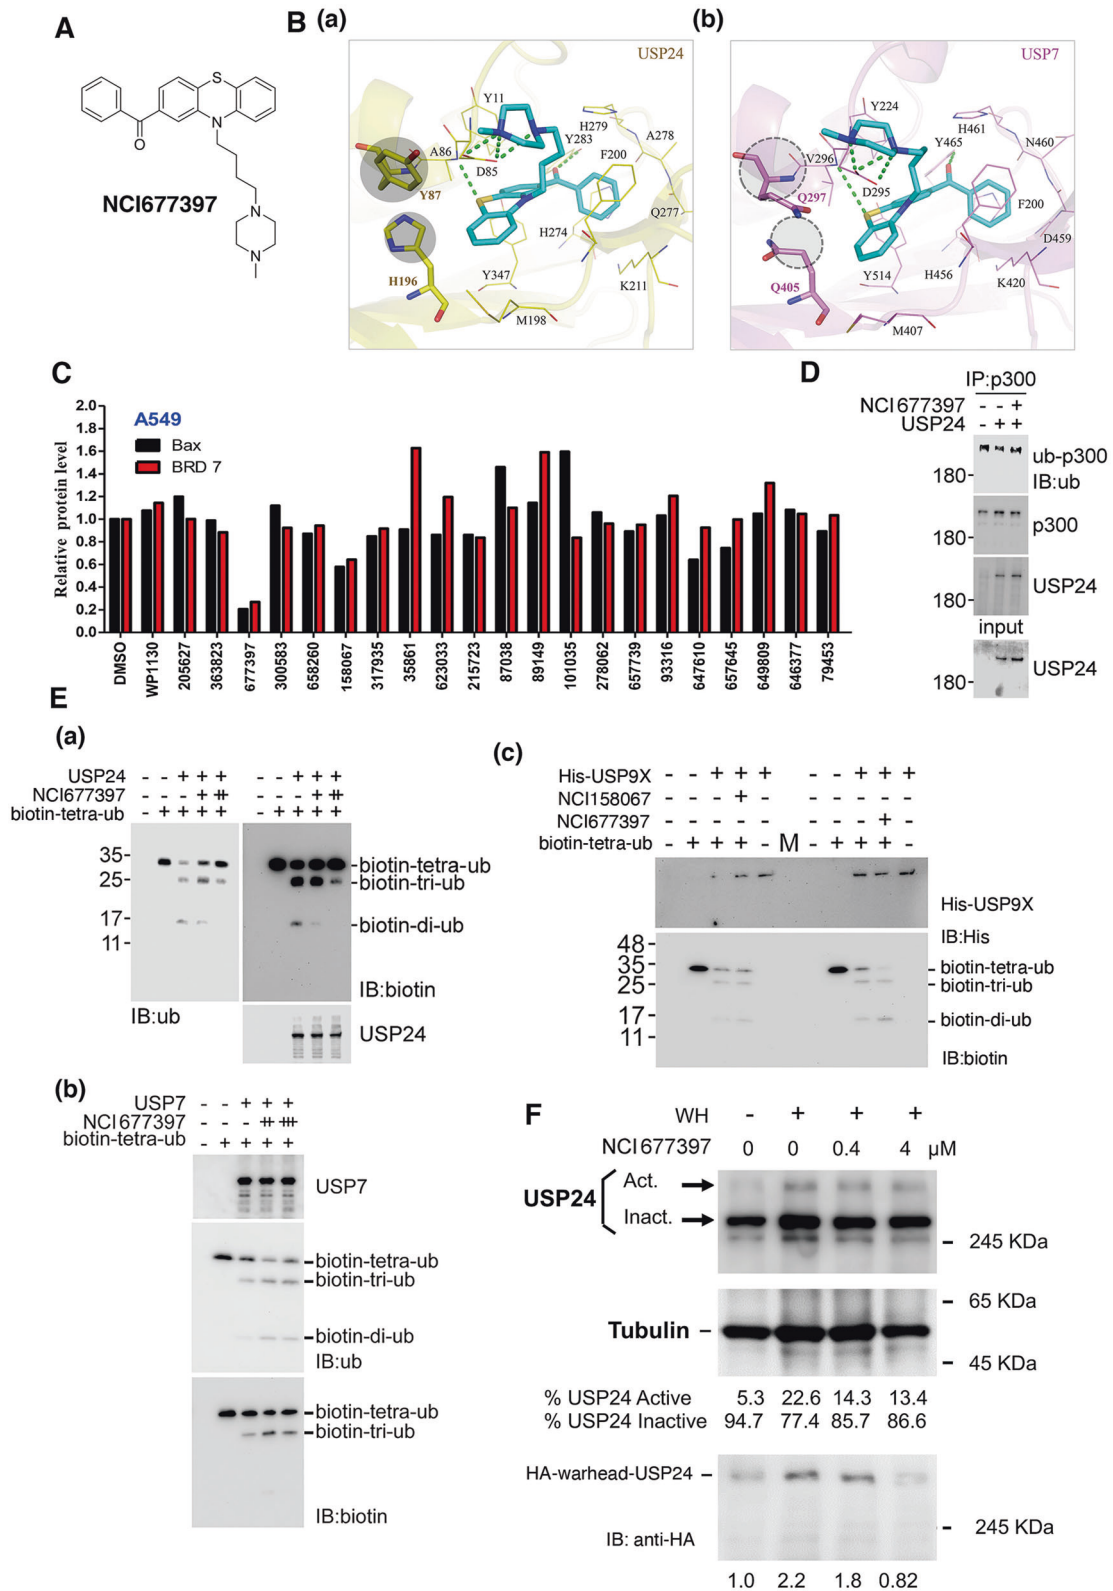 A
S
N
O
N
N
CH₃
NCI677397
B
(a)
USP24
Y11
H279
A278
A86
Y283
D85
F200
Y87
Q277
H274
H196
Y347
K211
M198
(b)
USP7
Y224
H461
V296
Y465
N460
D295
Q297
F200
D459
Y514
H456
K420
Q405
M407
C
A549
Bax
BRD 7
Relative protein level
2.0
1.8
1.6
1.4
1.2
1.0
0.8
0.6
0.4
0.2
0.0
DMSO
WP1130
205627
363823
677397
300583
658260
158067
317935
35861
623033
215723
87038
89149
101035
278062
657739
93316
647610
657645
649809
646377
79453
D
IP:p300
NCI677397 - - +
USP24 - + +
ub-p300
180
IB:ub
p300
180
USP24
180
input
USP24
180
E
(a)
USP24 - - + + + - - + + +
NCI677397 - - - + ++ - - - + ++
biotin-tetra-ub - + + + + - + + + +
35
25
17
11
biotin-tetra-ub
biotin-tri-ub
biotin-di-ub
IB:biotin
IB:ub
USP24
(b)
USP7 - - + + +
NCI677397 - - - ++ +++
biotin-tetra-ub - + + + +
USP7
biotin-tetra-ub
biotin-tri-ub
biotin-di-ub
IB:ub
biotin-tetra-ub
biotin-tri-ub
IB:biotin
(c)
His-USP9X - - + + + - - + + +
NCI158067 - - - + - - - - - -
NCI677397 - - - - - - - - + -
biotin-tetra-ub - + + + - M - + + + -
His-USP9X
IB:His
48
35
25
17
11
biotin-tetra-ub
biotin-tri-ub
biotin-di-ub
IB:biotin
F
WH - + + +
NCI677397 0 0 0.4 4 µM
USP24
Act.
Inact.
245 KDa
65 KDa
Tubulin
45 KDa
% USP24 Active 5.3 22.6 14.3 13.4
% USP24 Inactive 94.7 77.4 85.7 86.6
HA-warhead-USP24
245 KDa
IB: anti-HA
1.0 2.2 1.8 0.82